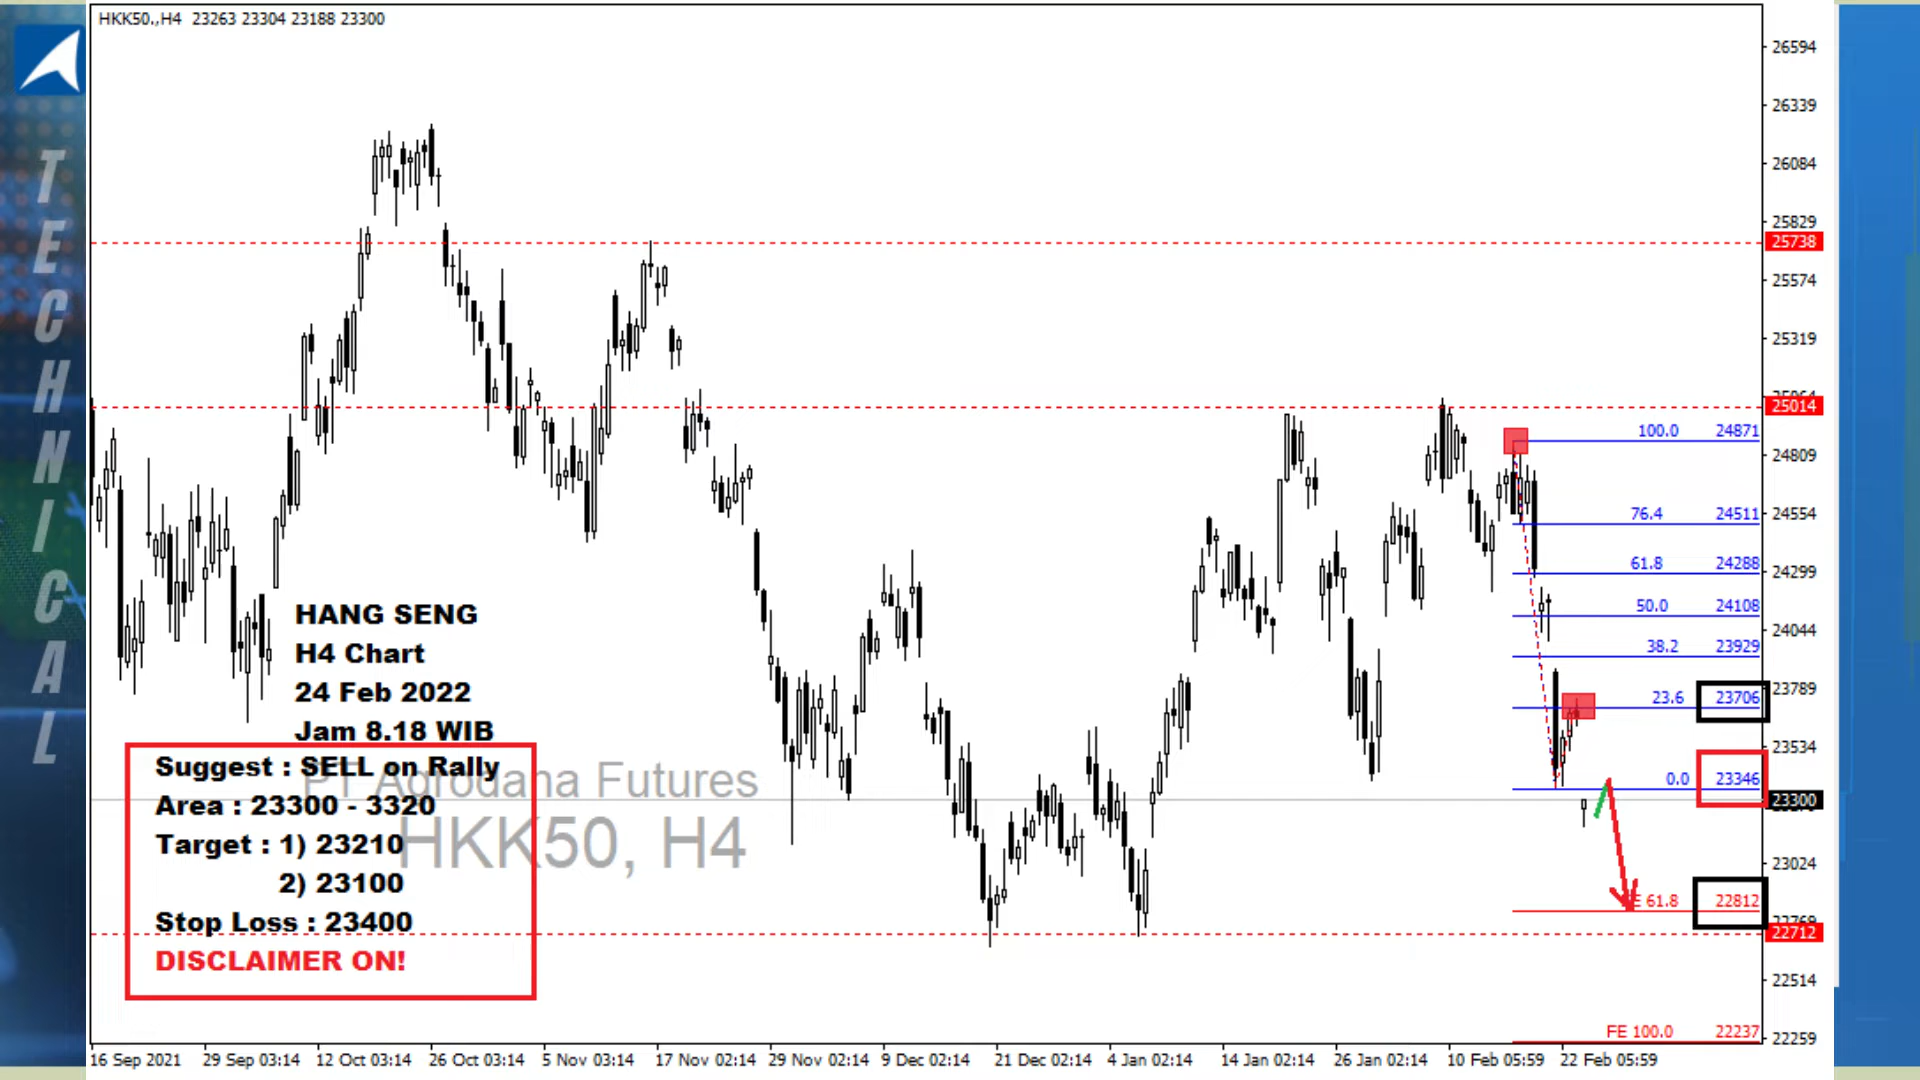 HKK50.,H4 23263 23304 23188 23300
TECHNICAL
26594
26339
26084
25829
25738
25574
25319
25014
100.0 24871
24809
76.4 24511
24554
61.8 24288
24299
50.0 24108
24044
38.2 23929
23789
23.6 23706
23534
0.0 23346
23300
23024
61.8 22812
22712
22514
FE 100.0 22237
22259
HANG SENG
H4 Chart
24 Feb 2022
Jam 8.18 WIB
Suggest : SELL on Rally
Area : 23300 - 3320
Target : 1) 23210
2) 23100
Stop Loss : 23400
DISCLAIMER ON!
PT Agrodana Futures
HKK50, H4
16 Sep 2021 29 Sep 03:14 12 Oct 03:14 26 Oct 03:14 5 Nov 03:14 17 Nov 02:14 29 Nov 02:14 9 Dec 02:14 21 Dec 02:14 4 Jan 02:14 14 Jan 02:14 26 Jan 02:14 10 Feb 05:59 22 Feb 05:59